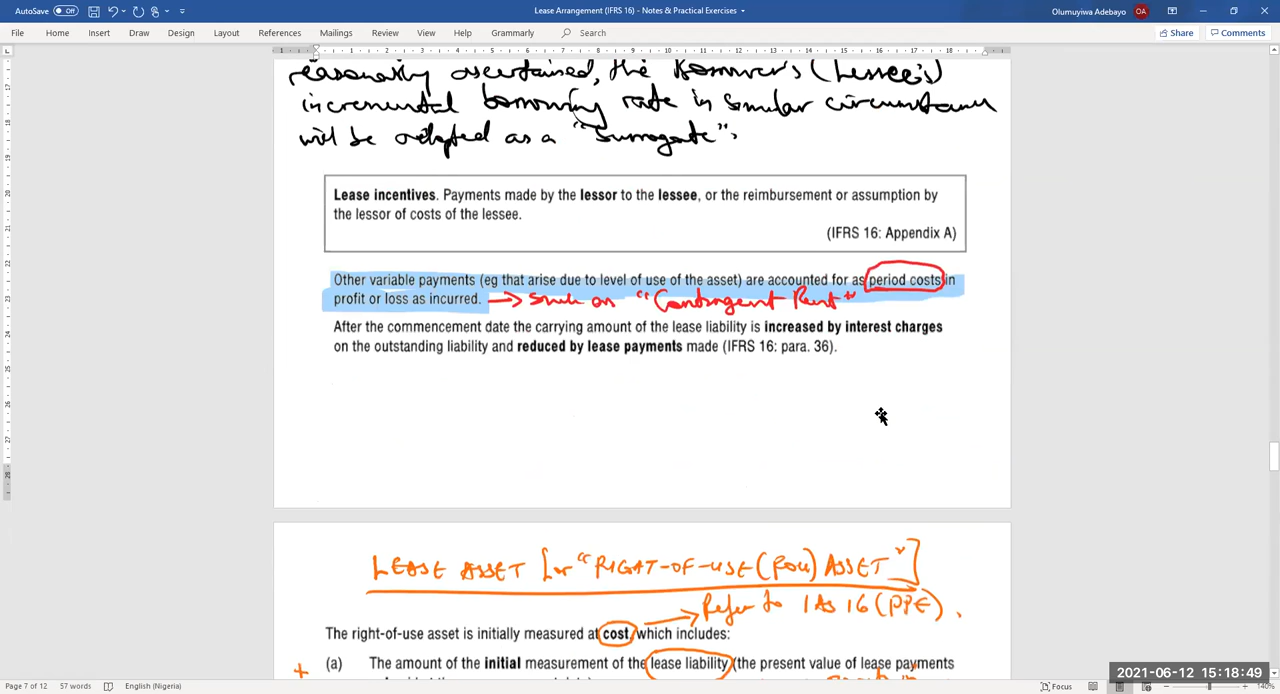 AutoSave Off
Lease Arrangement (IFRS 16) - Notes & Practical Exercises
Olumuyiwa Adebayo OA
File Home Insert Draw Design Layout References Mailings Review View Help Grammarly Search Share Comments
reasonably ascertained, the borrower's (Lessee's)
incremental borrowing rate in similar circumstances
will be adopted as a "surrogate".
Lease incentives. Payments made by the lessor to the lessee, or the reimbursement or assumption by
the lessor of costs of the lessee.
(IFRS 16: Appendix A)
Other variable payments (eg that arise due to level of use of the asset) are accounted for as period costs in
profit or loss as incurred. such as "Contingent Rent"
After the commencement date the carrying amount of the lease liability is increased by interest charges
on the outstanding liability and reduced by lease payments made (IFRS 16: para. 36).
LEASE ASSET [or "RIGHT-OF-USE (ROU) ASSET"]
Refer to IAS 16 (PPE).
The right-of-use asset is initially measured at cost, which includes:
+ (a) The amount of the initial measurement of the lease liability (the present value of lease payments
2021-06-12 15:18:49
Page 7 of 12 57 words English (Nigeria) Focus 140%